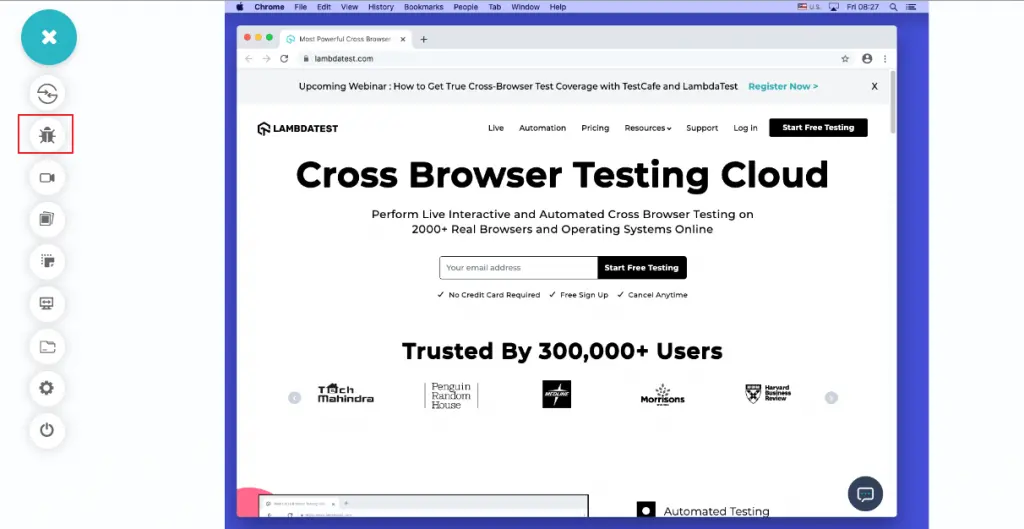 Chrome File Edit View History Bookmarks People Tab Window Help U.S. Fri 08:27
Most Powerful Cross Browser
lambdatest.com
Upcoming Webinar : How to Get True Cross-Browser Test Coverage with TestCafe and LambdaTest Register Now > X
LAMBDATEST Live Automation Pricing Resources Support Log in Start Free Testing
Cross Browser Testing Cloud
Perform Live Interactive and Automated Cross Browser Testing on
2000+ Real Browsers and Operating Systems Online
Your email address Start Free Testing
✓ No Credit Card Required ✓ Free Sign Up ✓ Cancel Anytime
Trusted By 300,000+ Users
Tech Mahindra
Penguin Random House
MEDLINE
Morrisons
Harvard Business Review
Automated Testing